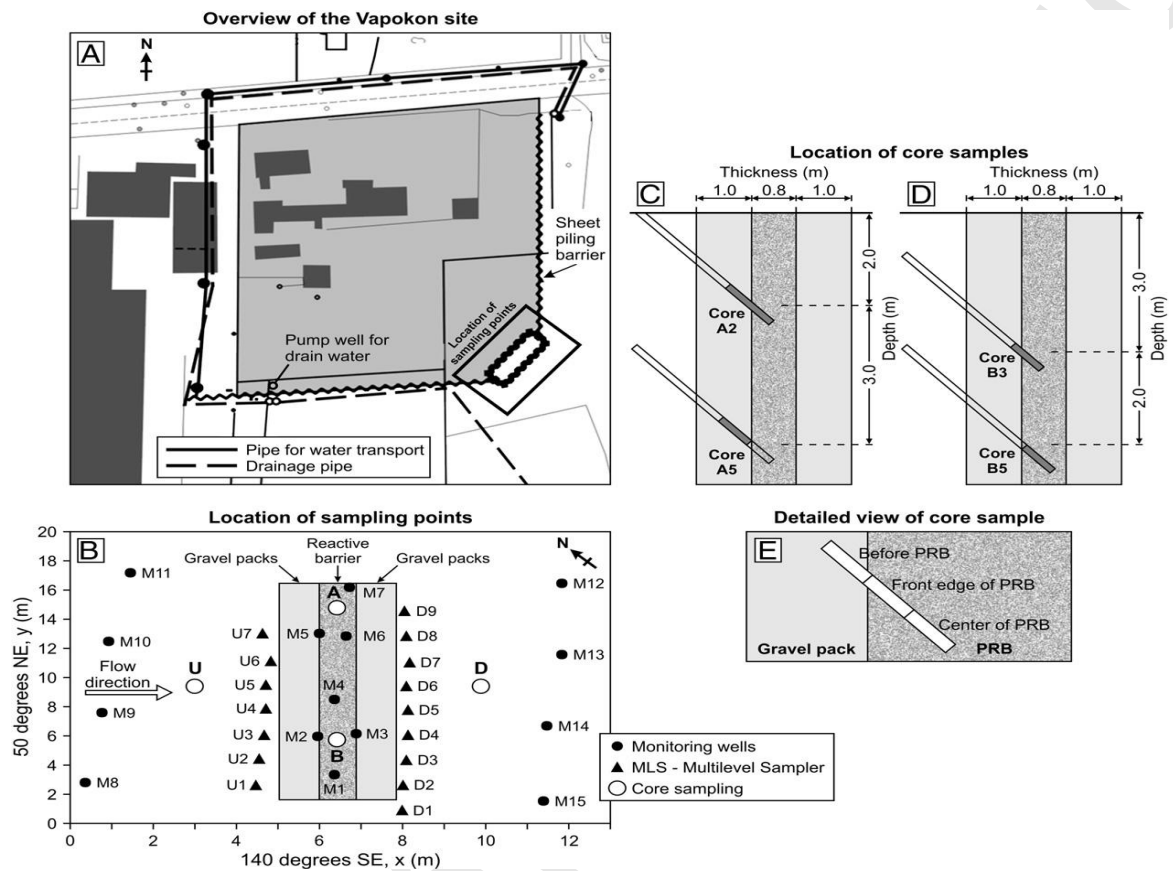 Overview of the Vapokon site
A
N
Sheet
piling
barrier
Location of
sampling points
Pump well for
drain water
P
Pipe for water transport
Drainage pipe
Location of core samples
Thickness (m)
1.0 0.8 1.0
C
2.0
3.0
Depth (m)
Core
A2
Core
A5
Thickness (m)
1.0 0.8 1.0
D
3.0
2.0
Depth (m)
Core
B3
Core
B5
Location of sampling points
B
Gravel packs
Reactive
barrier
Gravel packs
N
50 degrees NE, y (m)
20
18
16
14
12
10
8
6
4
2
0
0 2 4 6 8 10 12
140 degrees SE, x (m)
M11
M10
Flow
direction
M9
M8
U
U7
U6
U5
U4
U3
U2
U1
A
M7
M5
M6
M4
M2
M3
B
M1
D9
D8
D7
D6
D5
D4
D3
D2
D1
D
M12
M13
M14
M15
Detailed view of core sample
E
Before PRB
Front edge of PRB
Center of PRB
Gravel pack
PRB
Monitoring wells
MLS - Multilevel Sampler
Core sampling